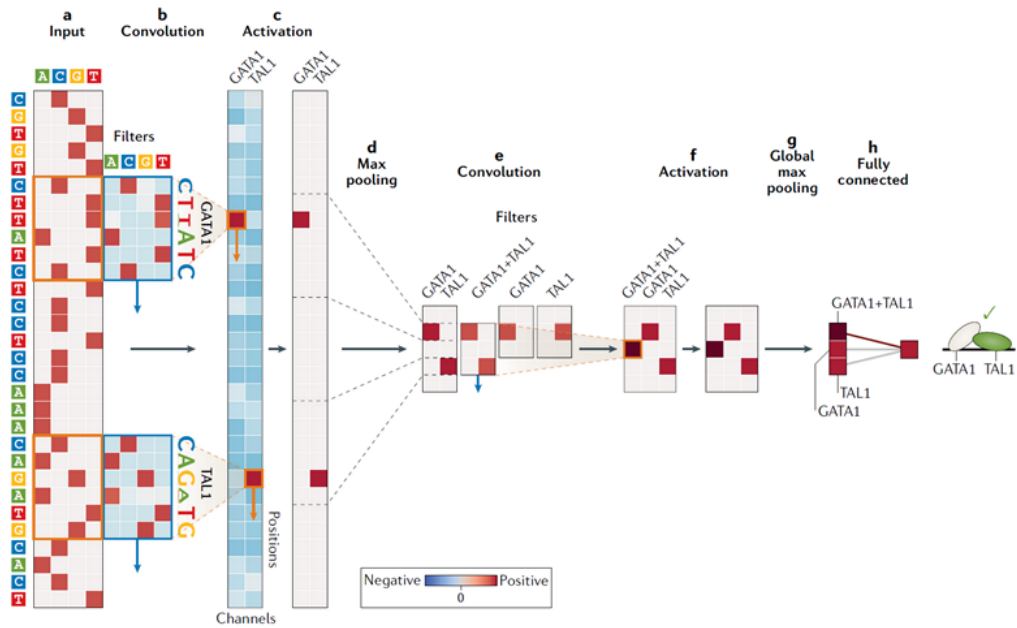 a
Input
b
Convolution
c
Activation
A C G T
GATA1
TAL1
GATA1
TAL1
C
G
T
G
T
C
T
T
A
T
C
T
C
C
T
C
C
A
A
A
C
A
G
A
T
G
C
A
C
T
Filters
A C G T
CTTATC
GATA1
CAGATG
TAL1
Positions
Channels
d
Max
pooling
e
Convolution
Filters
GATA1
TAL1
GATA1+TAL1
GATA1
TAL1
f
Activation
GATA1+TAL1
GATA1
TAL1
g
Global
max
pooling
h
Fully
connected
GATA1+TAL1
TAL1
GATA1
✓
GATA1 TAL1
Negative Positive
0